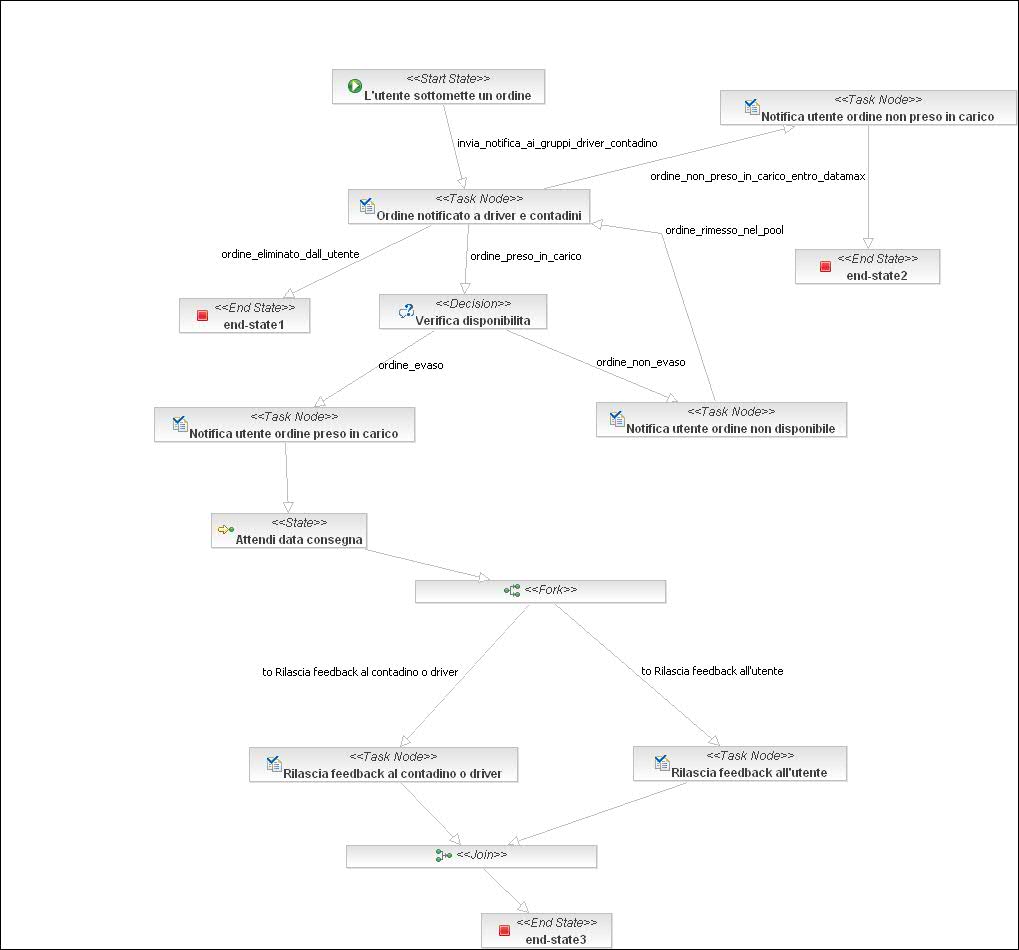 <<Start State>>
L'utente sottomette un ordine
<<Task Node>>
Notifica utente ordine non preso in carico
invia_notifica_ai_gruppi_driver_contadino
ordine_non_preso_in_carico_entro_datamax
<<Task Node>>
Ordine notificato a driver e contadini
ordine_rimesso_nel_pool
ordine_eliminato_dall_utente
ordine_preso_in_carico
<<End State>>
end-state2
<<End State>>
end-state1
<<Decision>>
Verifica disponibilita
ordine_evaso
ordine_non_evaso
<<Task Node>>
Notifica utente ordine preso in carico
<<Task Node>>
Notifica utente ordine non disponibile
<<State>>
Attendi data consegna
<<Fork>>
to Rilascia feedback al contadino o driver
to Rilascia feedback all'utente
<<Task Node>>
Rilascia feedback al contadino o driver
<<Task Node>>
Rilascia feedback all'utente
<<Join>>
<<End State>>
end-state3